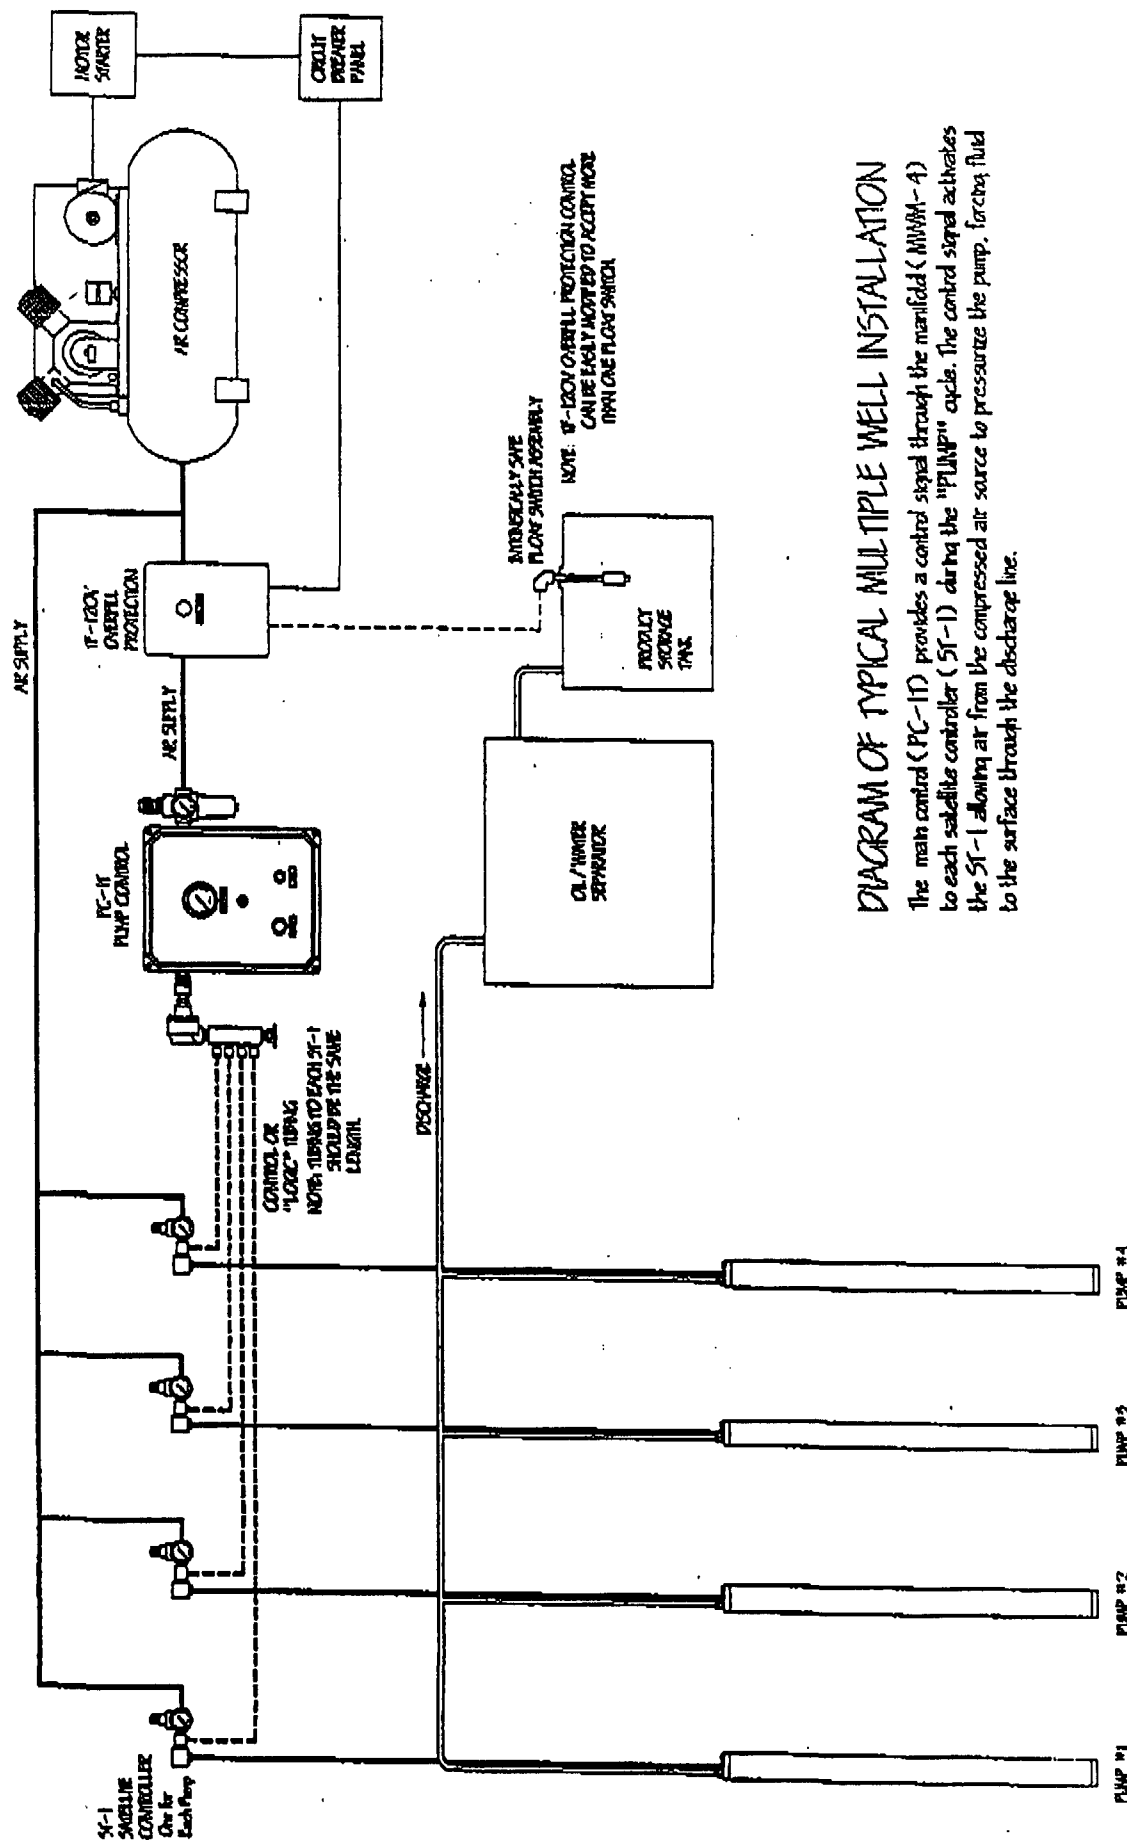 MOTOR
STARTER
CIRCUIT
BREAKER
PANEL
AIR COMPRESSOR
AIR SUPPLY
TF-120V
OVERFILL
PROTECTION
AIR SUPPLY
PC-1T
PUMP CONTROL
INTRINSICALLY SAFE
FLOAT SWITCH ASSEMBLY
NOTE: TF-120V OVERFILL PROTECTION CONTROL
CAN BE EASILY MODIFIED TO ACCEPT MORE
THAN ONE FLOAT SWITCH.
PRODUCT
STORAGE
TANK
OIL/WATER
SEPARATOR
DISCHARGE
CONTROL OR
"LOGIC" TUBING
NOTE: TUBING TO EACH ST-1
SHOULD BE THE SAME
LENGTH.
ST-1
SATELLITE
CONTROLLER
One for
Each Pump
PUMP #1
PUMP #2
PUMP #3
PUMP #4
DIAGRAM OF TYPICAL MULTIPLE WELL INSTALLATION
The main control (PC-1T) provides a control signal through the manifold (MWM-4)
to each satellite controller (ST-1) during the "PUMP" cycle. The control signal activates
the ST-1 allowing air from the compressed air source to pressurize the pump, forcing fluid
to the surface through the discharge line.